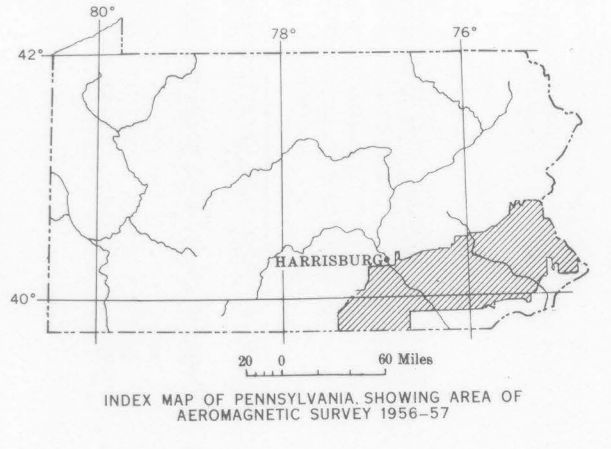 80°
78°
76°
42°
HARRISBURG
40°
20 0 60 Miles
INDEX MAP OF PENNSYLVANIA, SHOWING AREA OF
AEROMAGNETIC SURVEY 1956-57